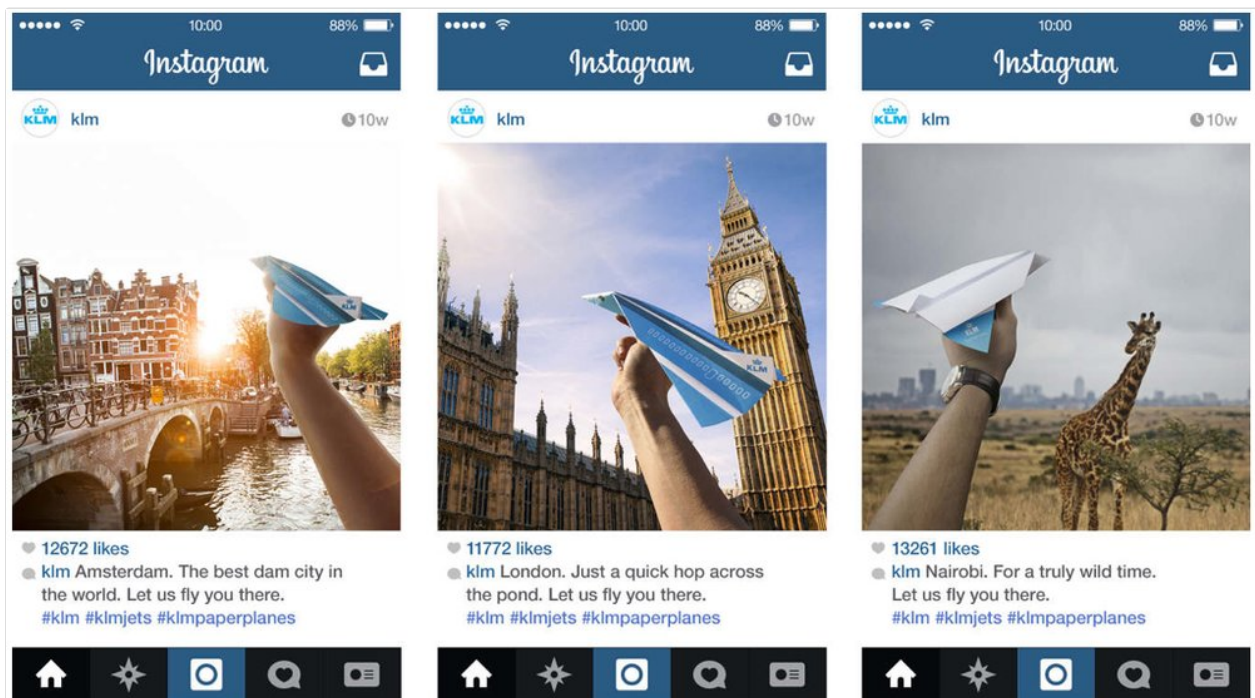 10:00 88%
Instagram
KLM klm 10w
KLM
12672 likes
klm Amsterdam. The best dam city in
the world. Let us fly you there.
#klm #klmjets #klmpaperplanes
10:00 88%
Instagram
KLM klm 10w
KLM
11772 likes
klm London. Just a quick hop across
the pond. Let us fly you there.
#klm #klmjets #klmpaperplanes
10:00 88%
Instagram
KLM klm 10w
KLM
13261 likes
klm Nairobi. For a truly wild time.
Let us fly you there.
#klm #klmjets #klmpaperplanes